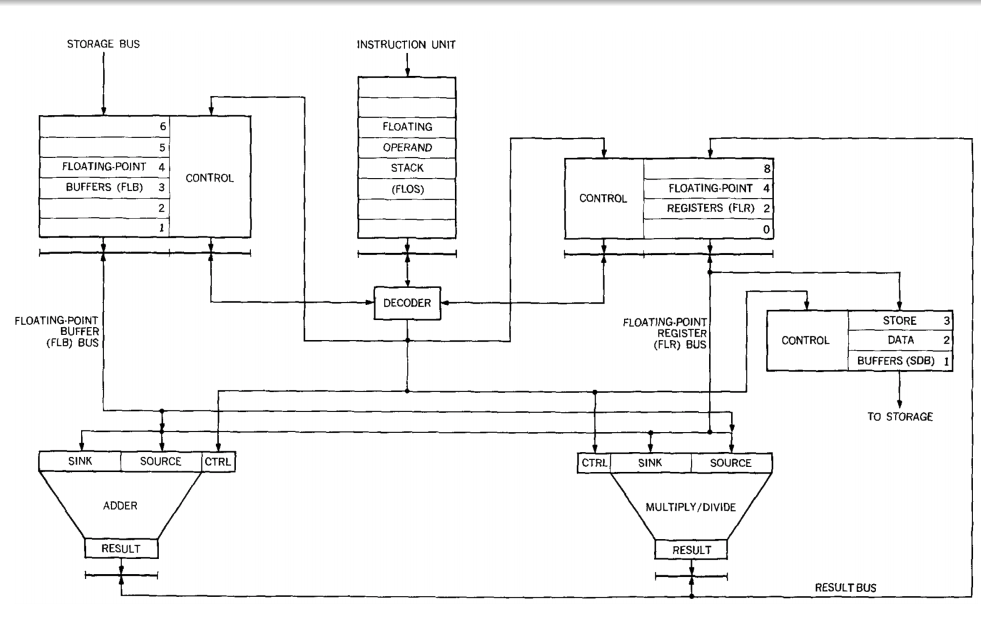 STORAGE BUS
INSTRUCTION UNIT
6
5
FLOATING-POINT 4
BUFFERS (FLB) 3
2
1
CONTROL
FLOATING
OPERAND
STACK
(FLOS)
CONTROL
8
FLOATING-POINT 4
REGISTERS (FLR) 2
0
DECODER
FLOATING-POINT
BUFFER
(FLB) BUS
FLOATING-POINT
REGISTER
(FLR) BUS
CONTROL
STORE 3
DATA 2
BUFFERS (SDB) 1
TO STORAGE
SINK SOURCE CTRL
ADDER
RESULT
CTRL SINK SOURCE
MULTIPLY/DIVIDE
RESULT
RESULT BUS